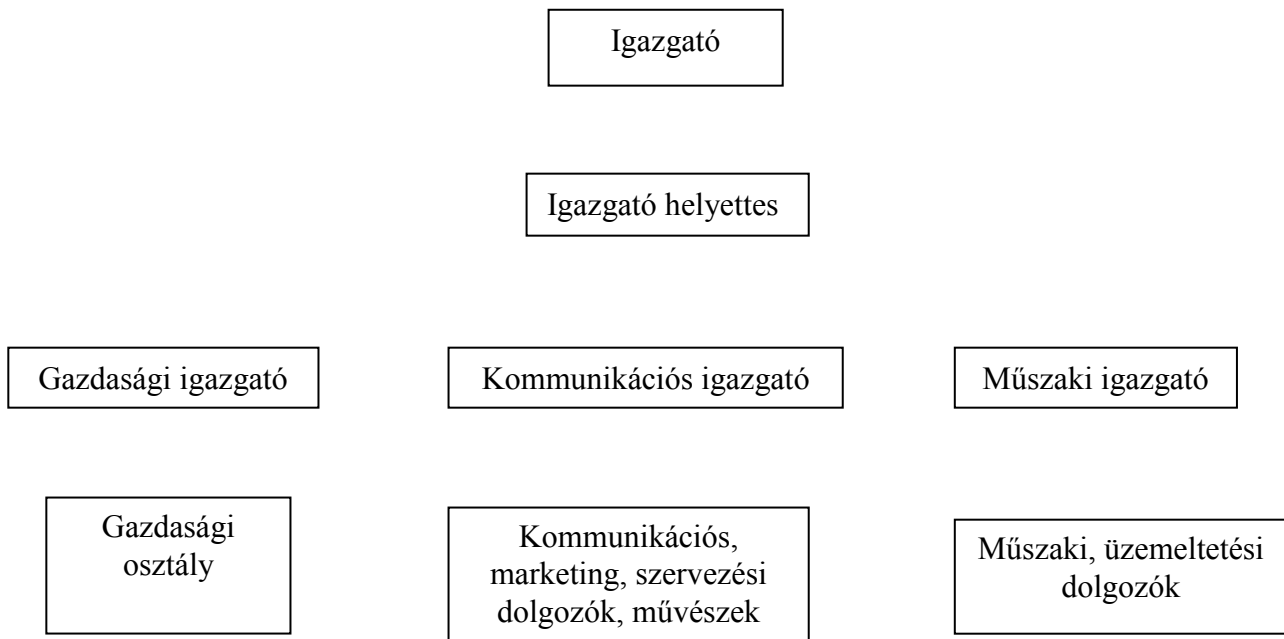 Igazgató
Igazgató helyettes
Gazdasági igazgató
Kommunikációs igazgató
Műszaki igazgató
Gazdasági
osztály
Kommunikációs,
marketing, szervezési
dolgozók, művészek
Műszaki, üzemeltetési
dolgozók